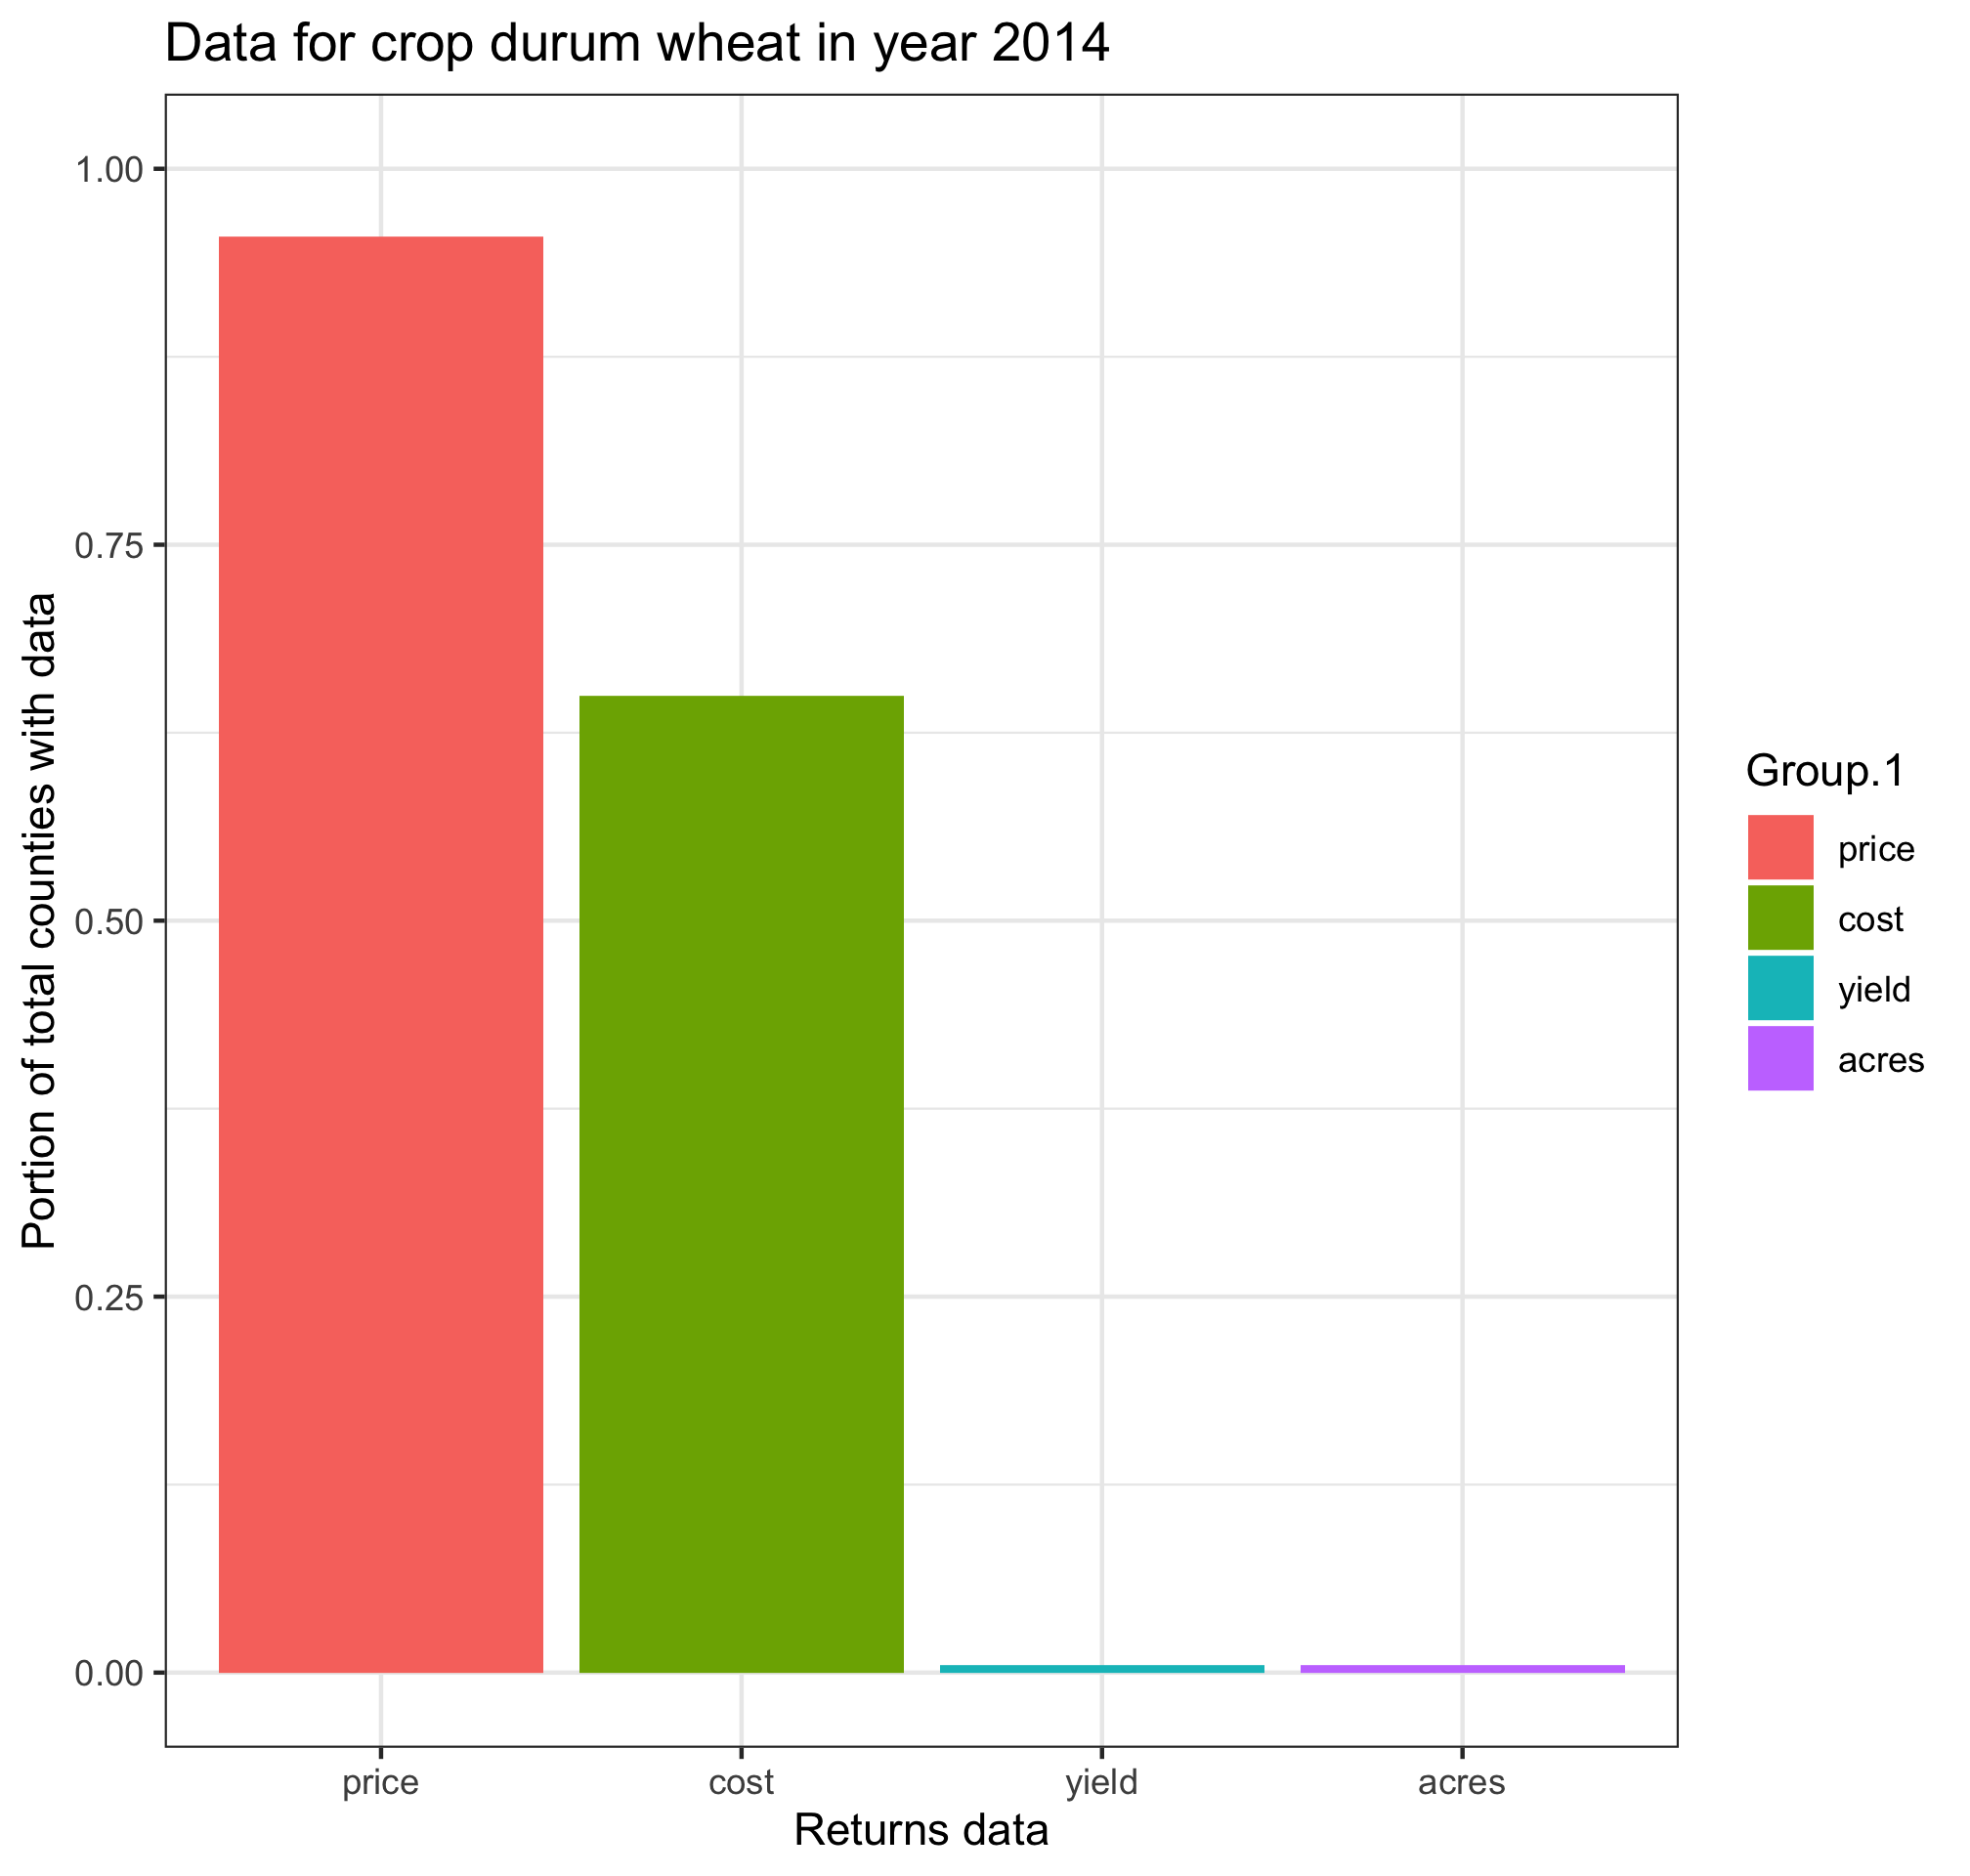 Data for crop durum wheat in year 2014
Portion of total counties with data
1.00
0.75
0.50
0.25
0.00
price
cost
yield
acres
Returns data
Group.1
price
cost
yield
acres